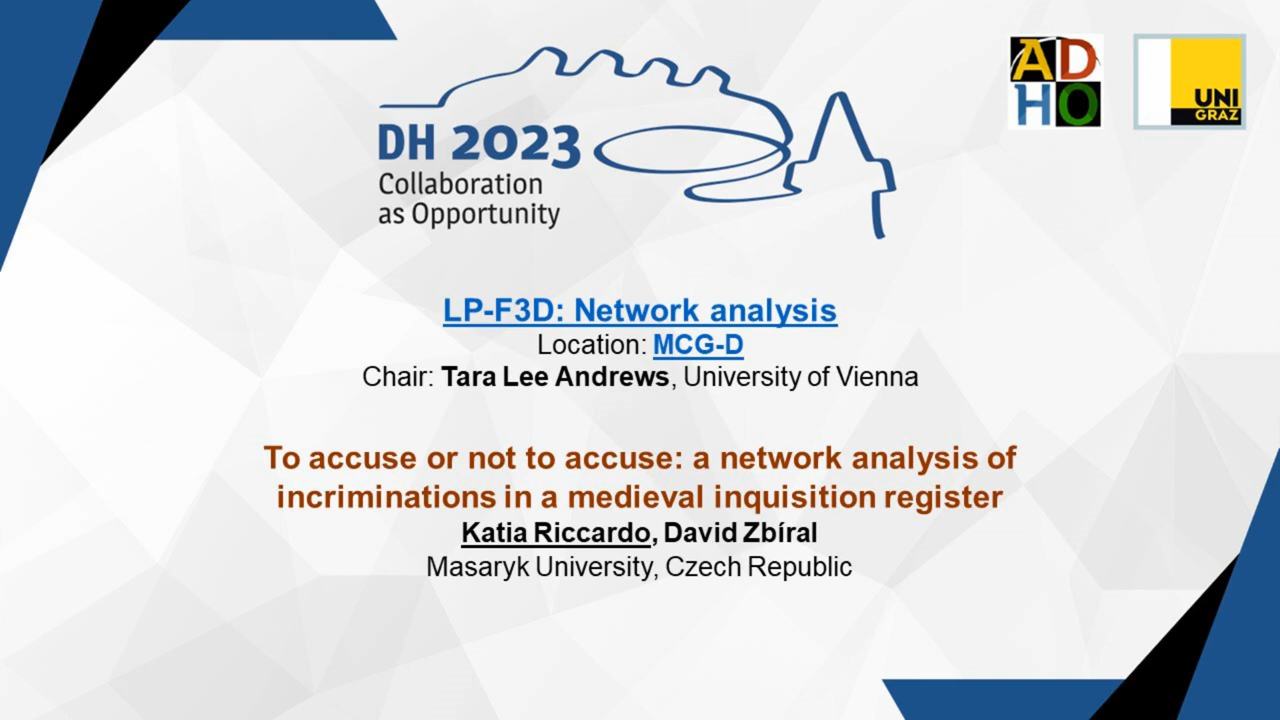 AD
HO
UNI
GRAZ
DH 2023
Collaboration
as Opportunity
LP-F3D: Network analysis
Location: MCG-D
Chair: Tara Lee Andrews, University of Vienna
To accuse or not to accuse: a network analysis of
incriminations in a medieval inquisition register
Katia Riccardo, David Zbíral
Masaryk University, Czech Republic